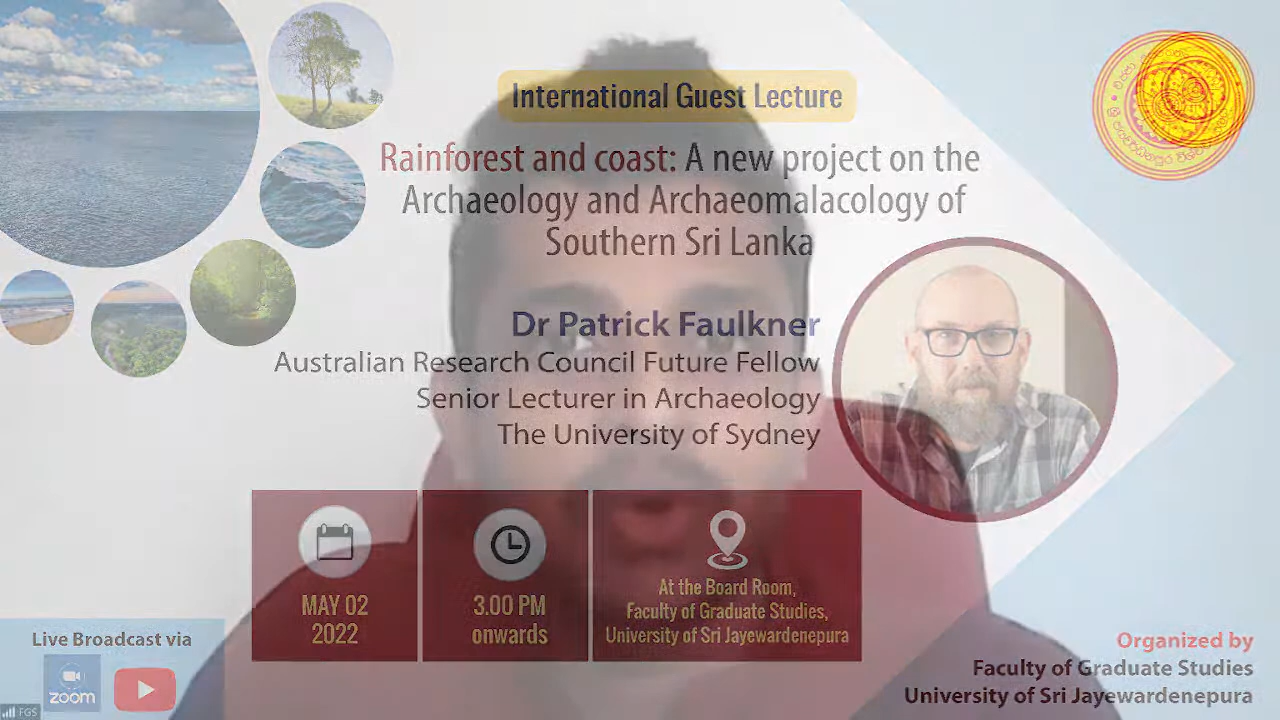 International Guest Lecture
Rainforest and coast: A new project on the
Archaeology and Archaeomalacology of
Southern Sri Lanka
Dr Patrick Faulkner
Australian Research Council Future Fellow
Senior Lecturer in Archaeology
The University of Sydney
MAY 02
2022
3.00 PM
onwards
At the Board Room,
Faculty of Graduate Studies,
University of Sri Jayewardenepura
Live Broadcast via
zoom
FGS
Organized by
Faculty of Graduate Studies
University of Sri Jayewardenepura